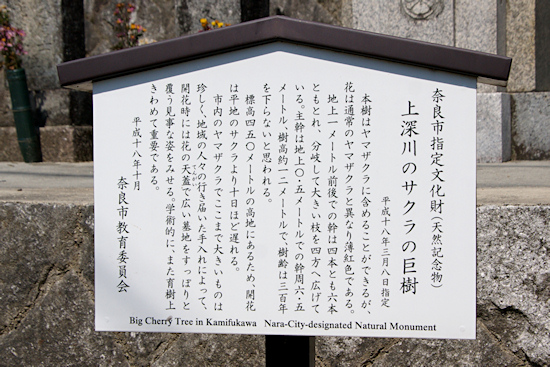 奈良市指定文化財(天然記念物)
上深川のサクラの巨樹
平成十八年三月八日指定
本樹はヤマザクラに含めることができるが、
花は通常のヤマザクラと異なり薄紅色である。
地上一メートル前後での幹は四本とも六本
ともとれ、分岐して大きい枝を四方へ広げて
いる。主幹は地上〇・五メートルでの幹周六・五
メートル、樹高約一二メートルで、樹齢は三百年
を下らないと思われる。
標高四五〇メートルの高地にあるため、開花
は平地のサクラより十日ほど遅れる。
市内のヤマザクラでここまで大きいものは
珍しく、地域の人々の行き届いた手入れによって、
開花時には花の天蓋で広い墓地をすっぽりと
覆う見事な姿をみせる。学術的に、また育樹上
きわめて重要である。
平成十八年十月
奈良市教育委員会
Big Cherry Tree in Kamifukawa Nara-City-designated Natural Monument